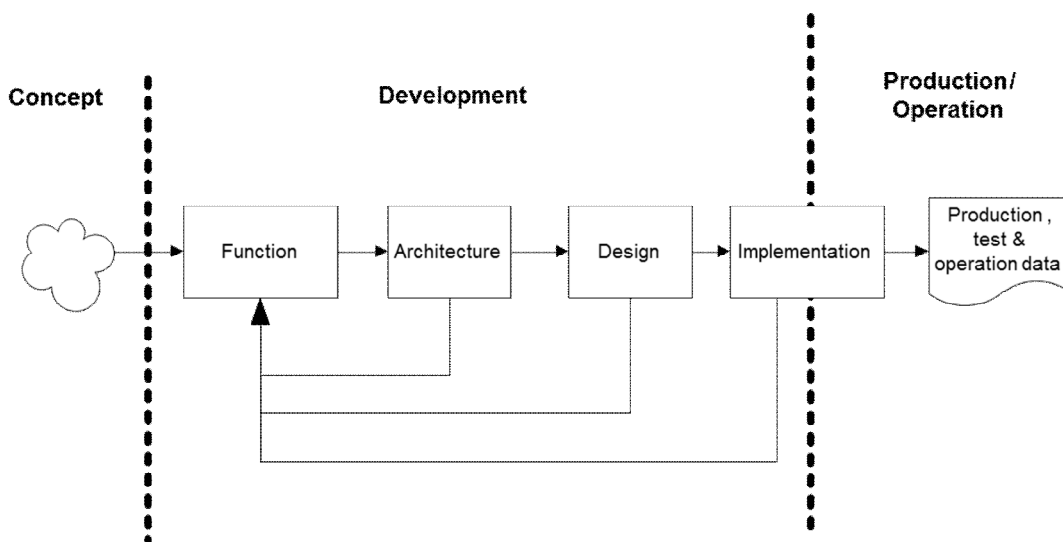 Concept
Development
Production/
Operation
Function
Architecture
Design
Implementation
Production ,
test &
operation data